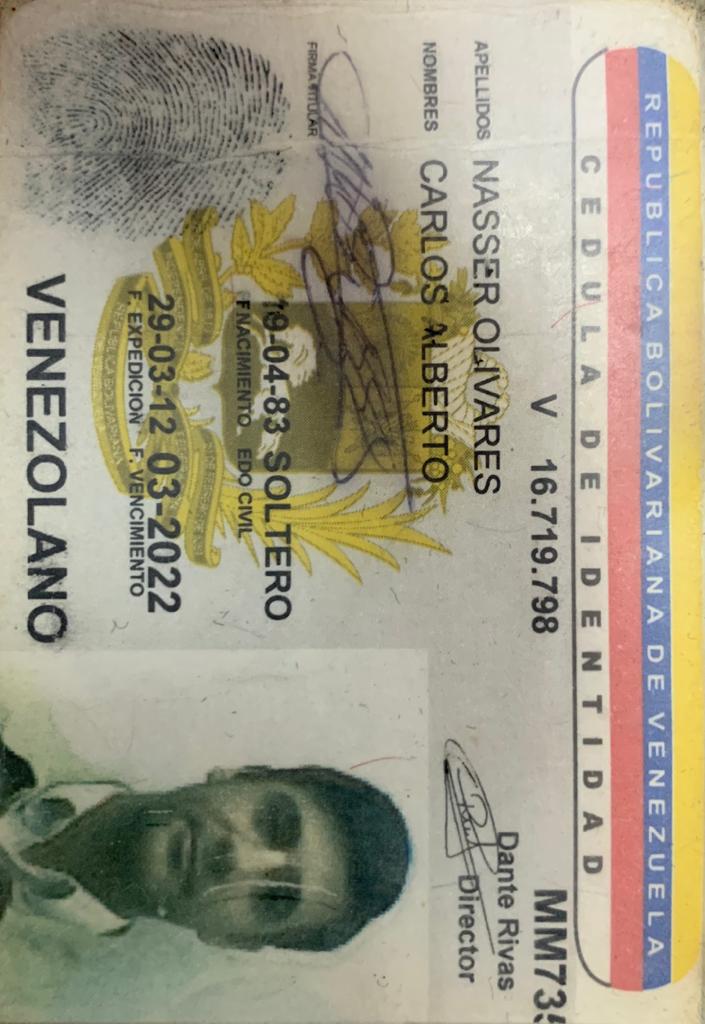 REPUBLICA BOLIVARIANA DE VENEZUELA
CEDULA DE IDENTIDAD
V 16.719.798
APELLIDOS NASSER OLIVARES
NOMBRES CARLOS ALBERTO
FIRMA TITULAR
Dante Rivas
Director
19-04-83 SOLTERO
F NACIMIENTO EDO CIVIL
29-03-12 03-2022
F. EXPEDICION F. VENCIMIENTO
VENEZOLANO